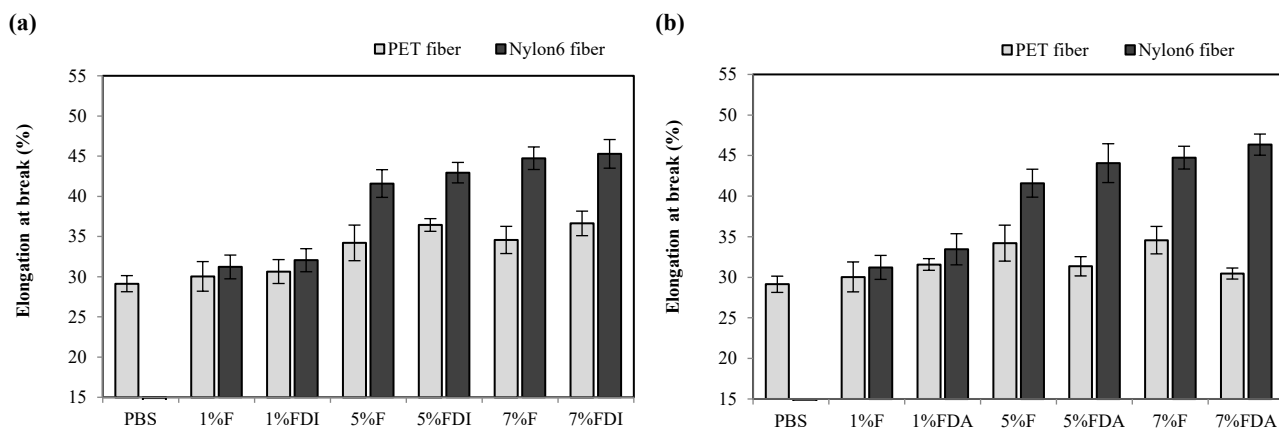 (a)
PET fiber Nylon6 fiber
Elongation at break (%)
55
50
45
40
35
30
25
20
15
PBS 1%F 1%FDI 5%F 5%FDI 7%F 7%FDI
(b)
PET fiber Nylon6 fiber
Elongation at break (%)
55
50
45
40
35
30
25
20
15
PBS 1%F 1%FDA 5%F 5%FDA 7%F 7%FDA